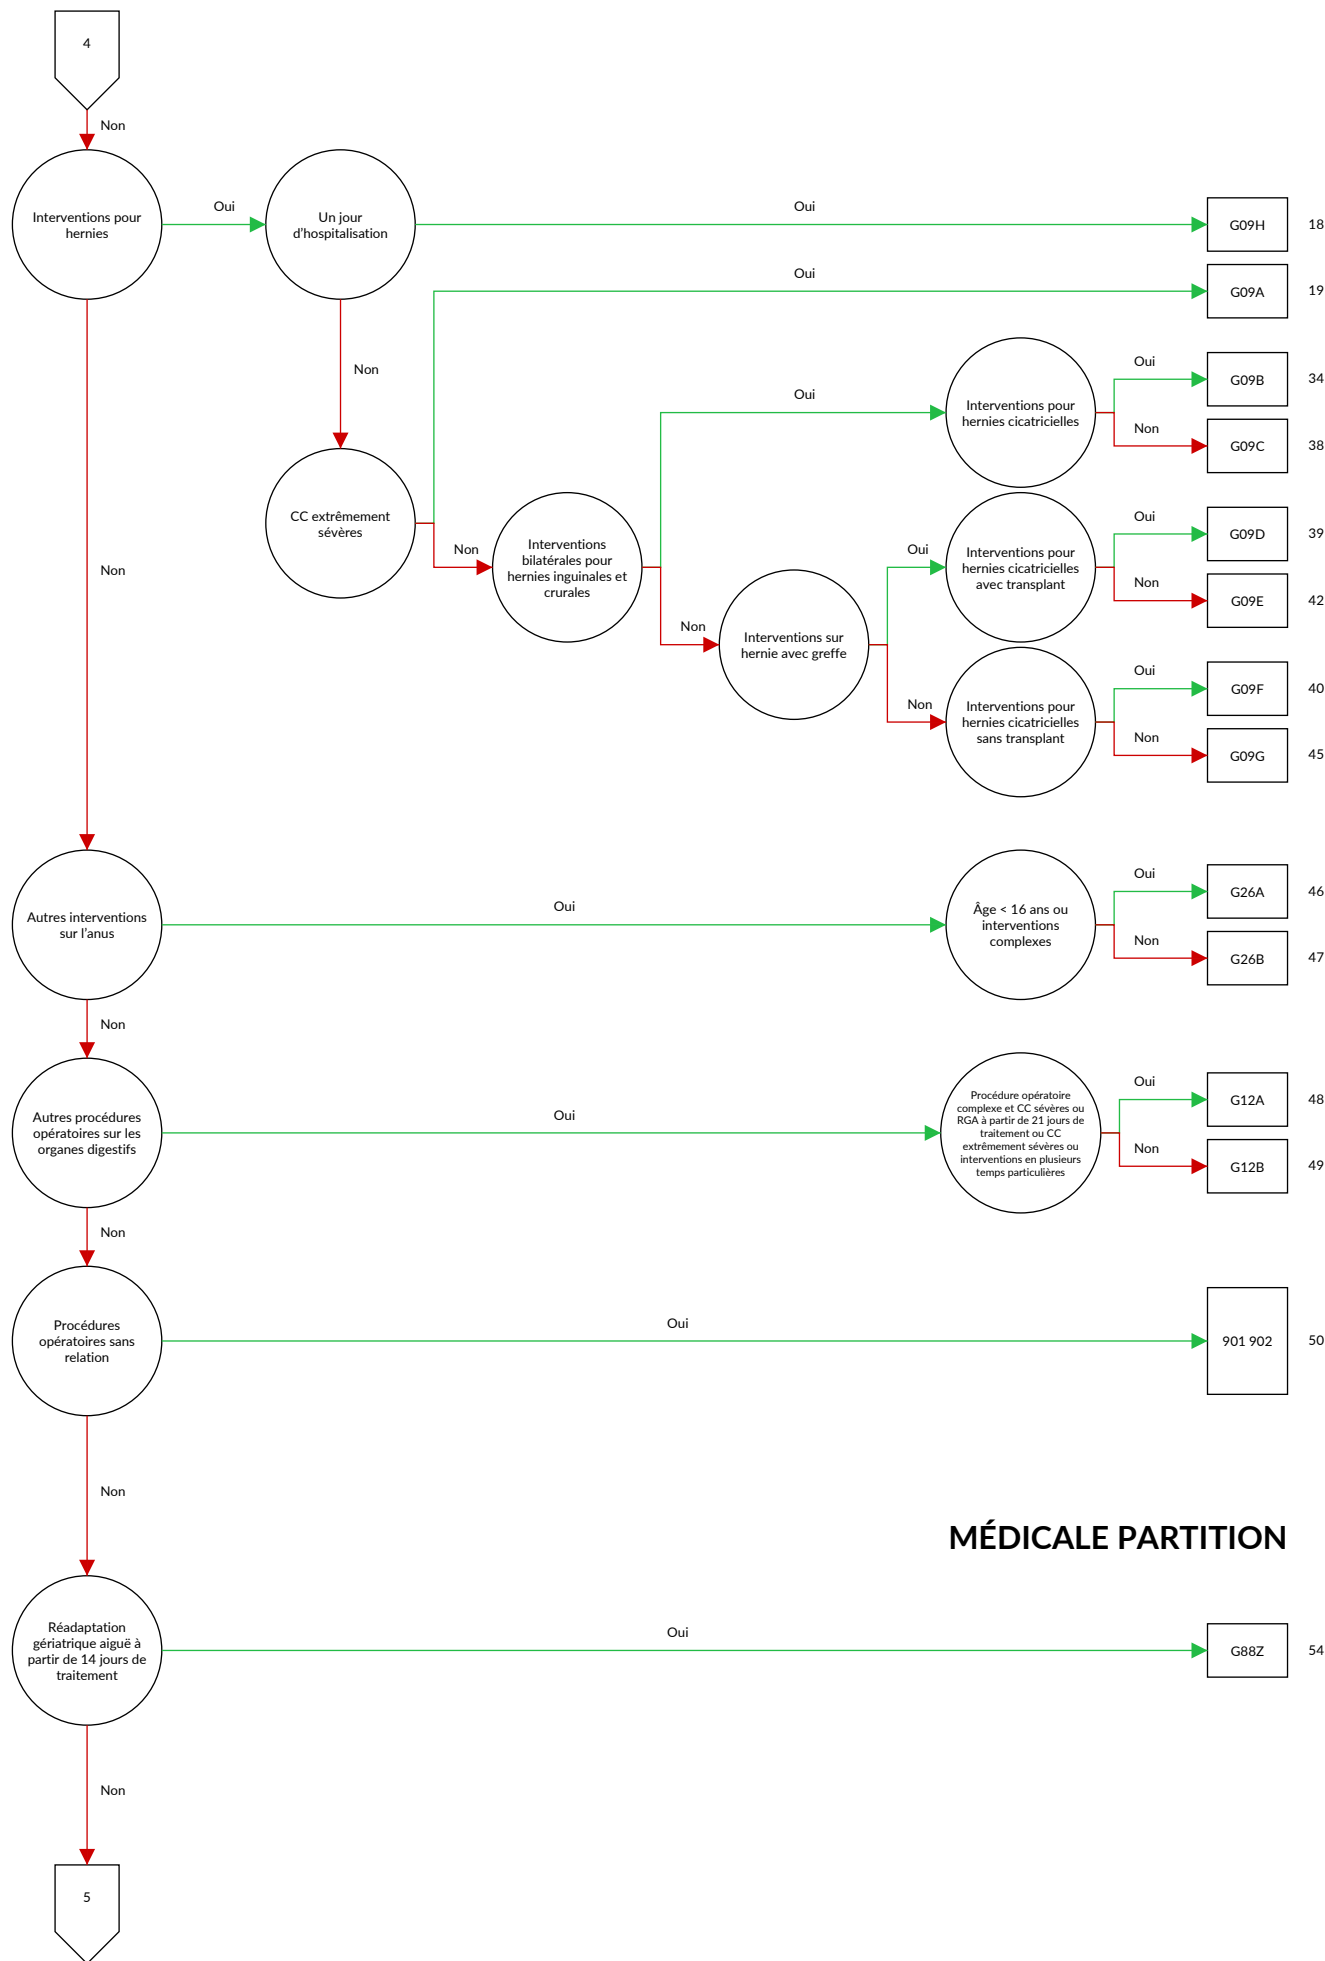 4
Non
Interventions pour
hernies
Oui
Un jour
d'hospitalisation
Oui
G09H
18
Oui
G09A
19
Non
CC extrêmement
sévères
Non
Interventions
bilatérales pour
hernies inguinales et
crurales
Oui
Interventions pour
hernies cicatricielles
Oui
G09B
34
Non
G09C
38
Non
Interventions sur
hernie avec greffe
Oui
Interventions pour
hernies cicatricielles
avec transplant
Oui
G09D
39
Non
G09E
42
Non
Interventions pour
hernies cicatricielles
sans transplant
Oui
G09F
40
Non
G09G
45
Non
Autres interventions
sur l'anus
Oui
Âge < 16 ans ou
interventions
complexes
Oui
G26A
46
Non
G26B
47
Non
Autres procédures
opératoires sur les
organes digestifs
Oui
Procédure opératoire
complexe et CC sévères ou
RGA à partir de 21 jours de
traitement ou CC
extrêmement sévères ou
interventions en plusieurs
temps particulières
Oui
G12A
48
Non
G12B
49
Non
Procédures
opératoires sans
relation
Oui
901 902
50
Non
MÉDICALE PARTITION
Réadaptation
gériatrique aiguë à
partir de 14 jours de
traitement
Oui
G88Z
54
Non
5